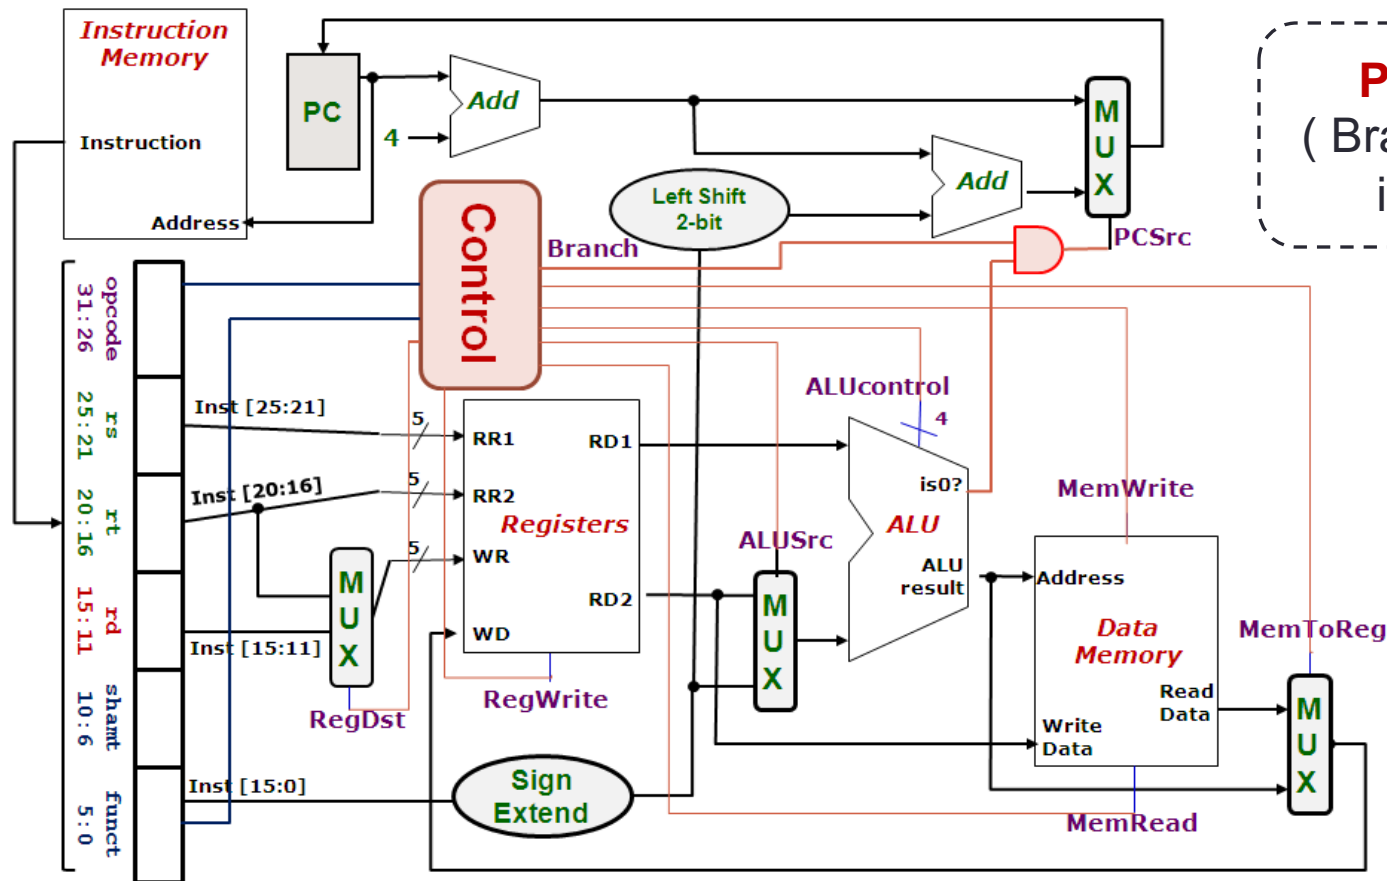 Instruction
Memory
Instruction
Address
PC
4
Add
Add
M
U
X
PCSrc
P
( Bra
i
Left Shift
2-bit
Control
Branch
opcode
31:26
rs
25:21
rt
20:16
rd
15:11
shamt
10:6
funct
5:0
Inst [25:21]
Inst [20:16]
Inst [15:11]
Inst [15:0]
5
5
5
M
U
X
RegDst
RR1
RR2
WR
WD
RD1
RD2
Registers
RegWrite
Sign
Extend
ALUSrc
M
U
X
ALUcontrol
4
is0?
ALU
ALU
result
MemWrite
Address
Data
Memory
Read
Data
Write
Data
MemRead
MemToReg
M
U
X